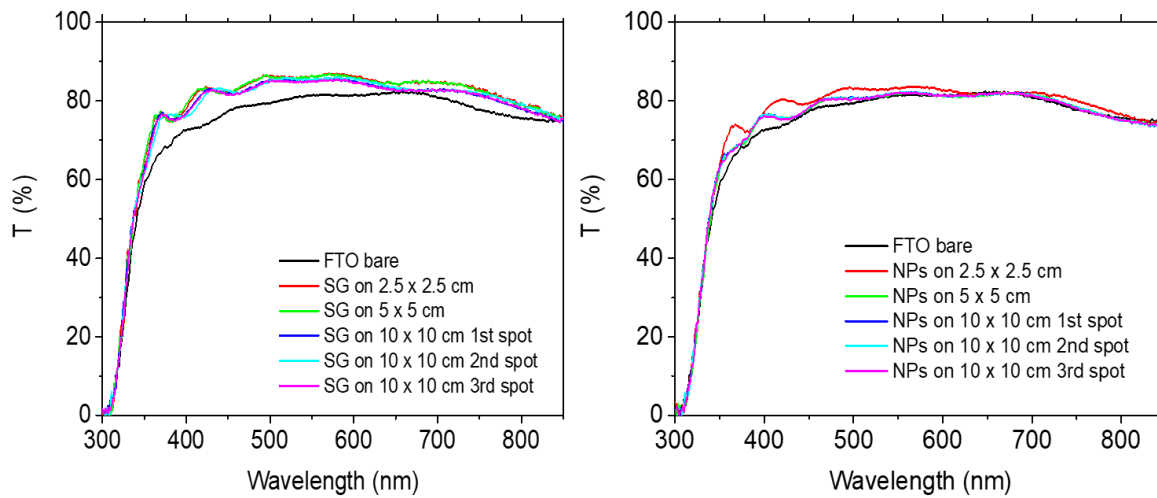 100
80
60
40
20
0
T (%)
FTO bare
SG on 2.5 x 2.5 cm
SG on 5 x 5 cm
SG on 10 x 10 cm 1st spot
SG on 10 x 10 cm 2nd spot
SG on 10 x 10 cm 3rd spot
300 400 500 600 700 800
Wavelength (nm)
100
80
60
40
20
0
T (%)
FTO bare
NPs on 2.5 x 2.5 cm
NPs on 5 x 5 cm
NPs on 10 x 10 cm 1st spot
NPs on 10 x 10 cm 2nd spot
NPs on 10 x 10 cm 3rd spot
300 400 500 600 700 800
Wavelength (nm)